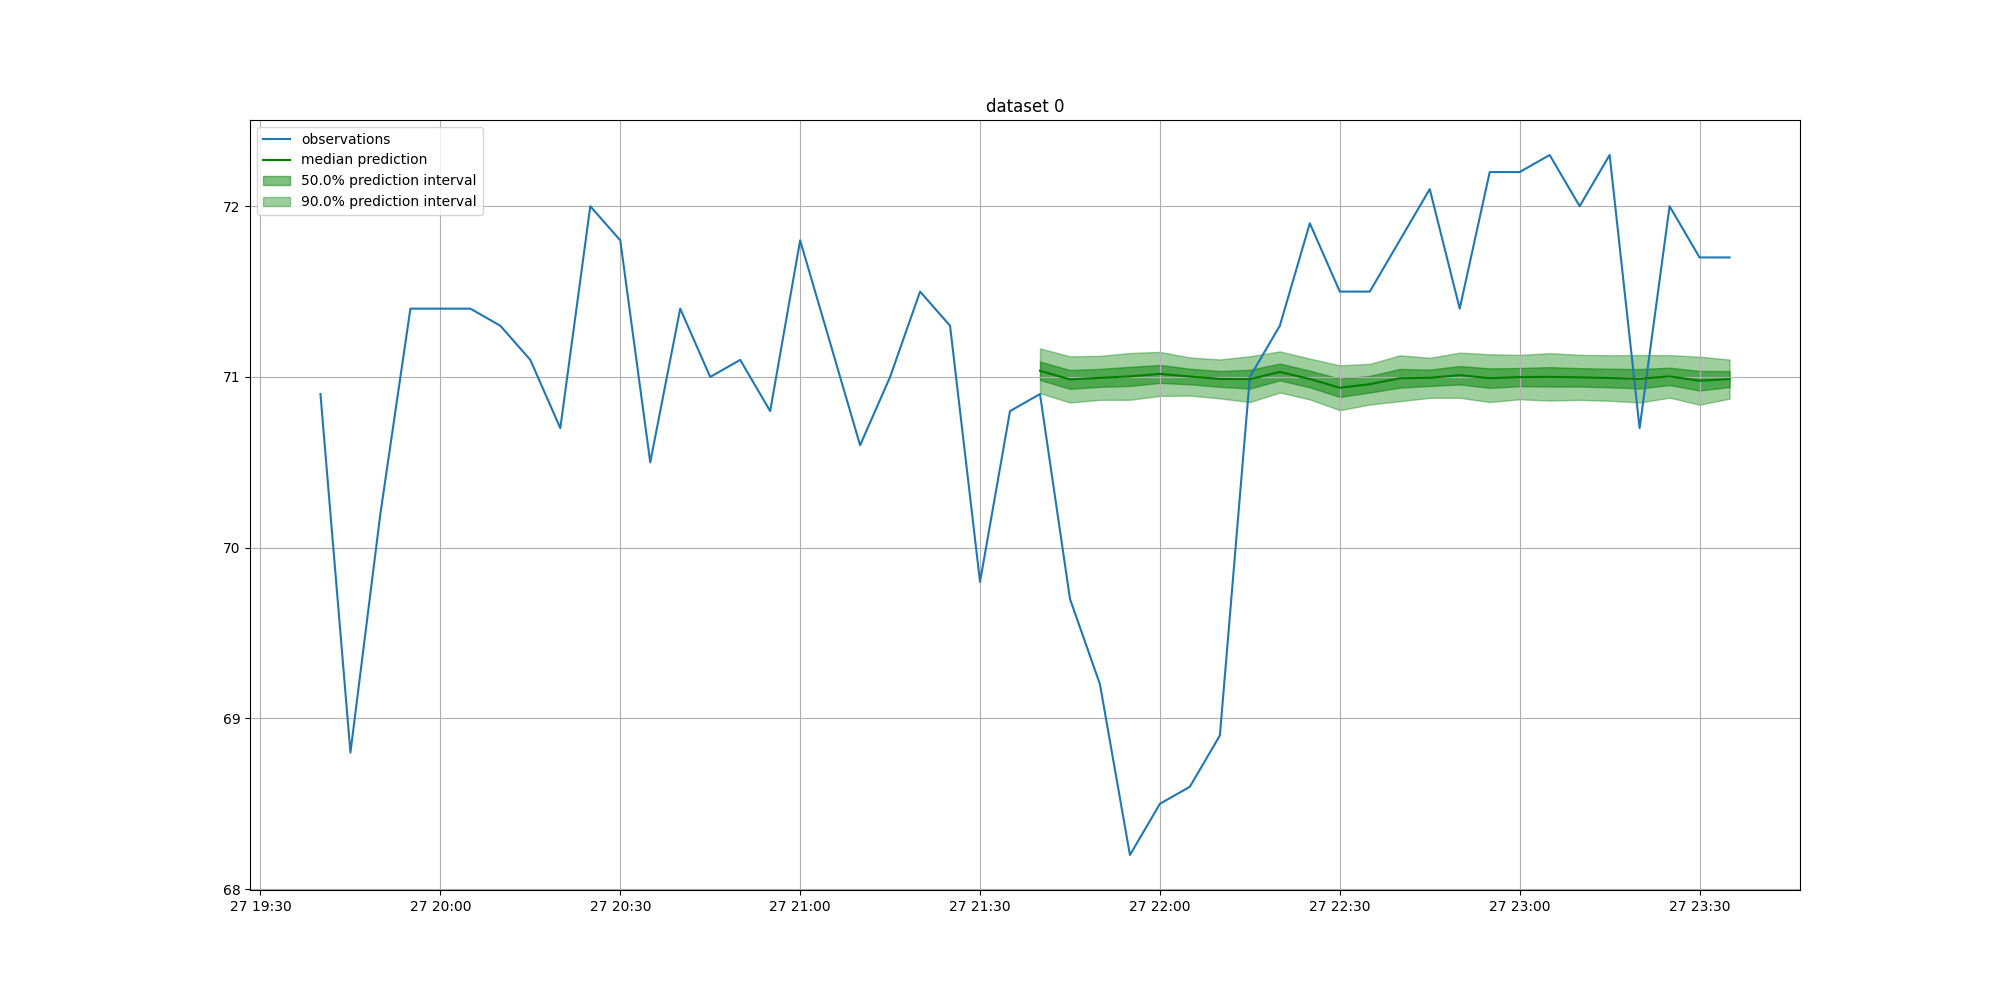 dataset 0
observations
median prediction
50.0% prediction interval
90.0% prediction interval
72
71
70
69
68
27 19:30 27 20:00 27 20:30 27 21:00 27 21:30 27 22:00 27 22:30 27 23:00 27 23:30